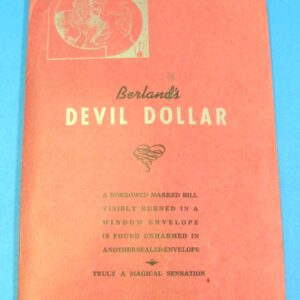 Berland's
DEVIL DOLLAR
A BORROWED MARKED BILL
VISIBLY BURNED IN A
WINDOW ENVELOPE
IS FOUND UNHARMED IN
ANOTHER SEALED ENVELOPE
TRULY A MAGICAL SENSATION